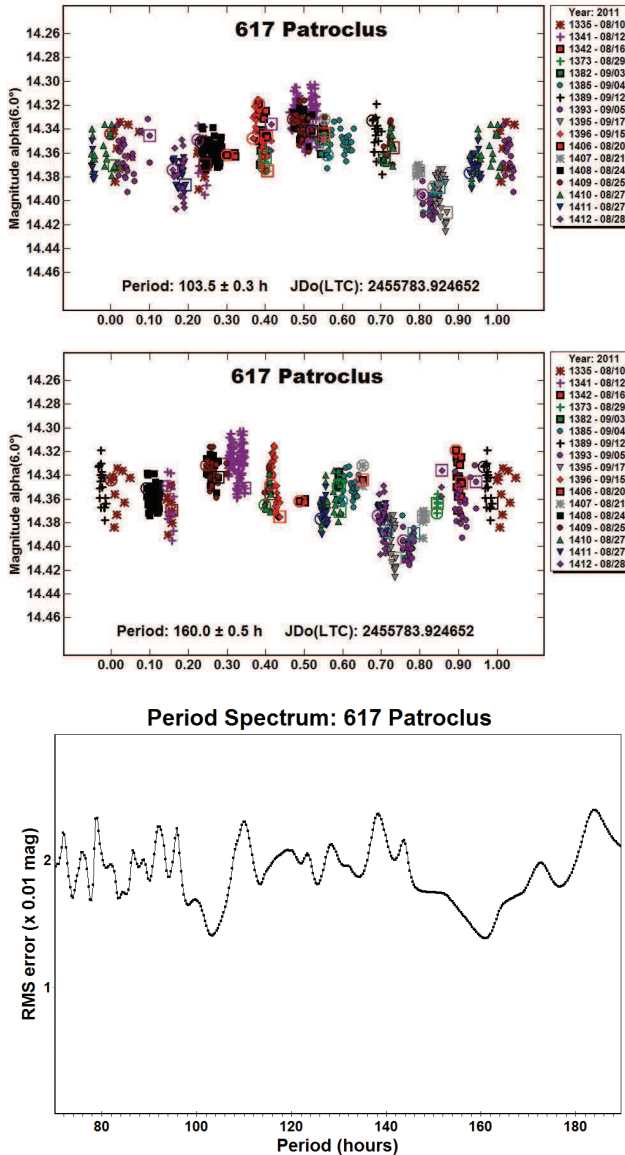 617 Patroclus
14.26
14.28
14.30
14.32
14.34
14.36
14.38
14.40
14.42
14.44
14.46
Magnitude alpha(6.0°)
Period: 103.5 ± 0.3 h JDo(LTC): 2455783.924652
0.00 0.10 0.20 0.30 0.40 0.50 0.60 0.70 0.80 0.90 1.00
Year: 2011
1335 - 08/10
1341 - 08/12
1342 - 08/16
1373 - 08/29
1382 - 09/03
1385 - 09/04
1389 - 09/12
1393 - 09/05
1395 - 09/17
1396 - 09/15
1406 - 08/20
1407 - 08/21
1408 - 08/24
1409 - 08/25
1410 - 08/27
1411 - 08/27
1412 - 08/28
617 Patroclus
14.26
14.28
14.30
14.32
14.34
14.36
14.38
14.40
14.42
14.44
14.46
Magnitude alpha(6.0°)
Period: 160.0 ± 0.5 h JDo(LTC): 2455783.924652
0.00 0.10 0.20 0.30 0.40 0.50 0.60 0.70 0.80 0.90 1.00
Year: 2011
1335 - 08/10
1341 - 08/12
1342 - 08/16
1373 - 08/29
1382 - 09/03
1385 - 09/04
1389 - 09/12
1393 - 09/05
1395 - 09/17
1396 - 09/15
1406 - 08/20
1407 - 08/21
1408 - 08/24
1409 - 08/25
1410 - 08/27
1411 - 08/27
1412 - 08/28
Period Spectrum: 617 Patroclus
2
1
RMS error (x 0.01 mag)
80 100 120 140 160 180
Period (hours)